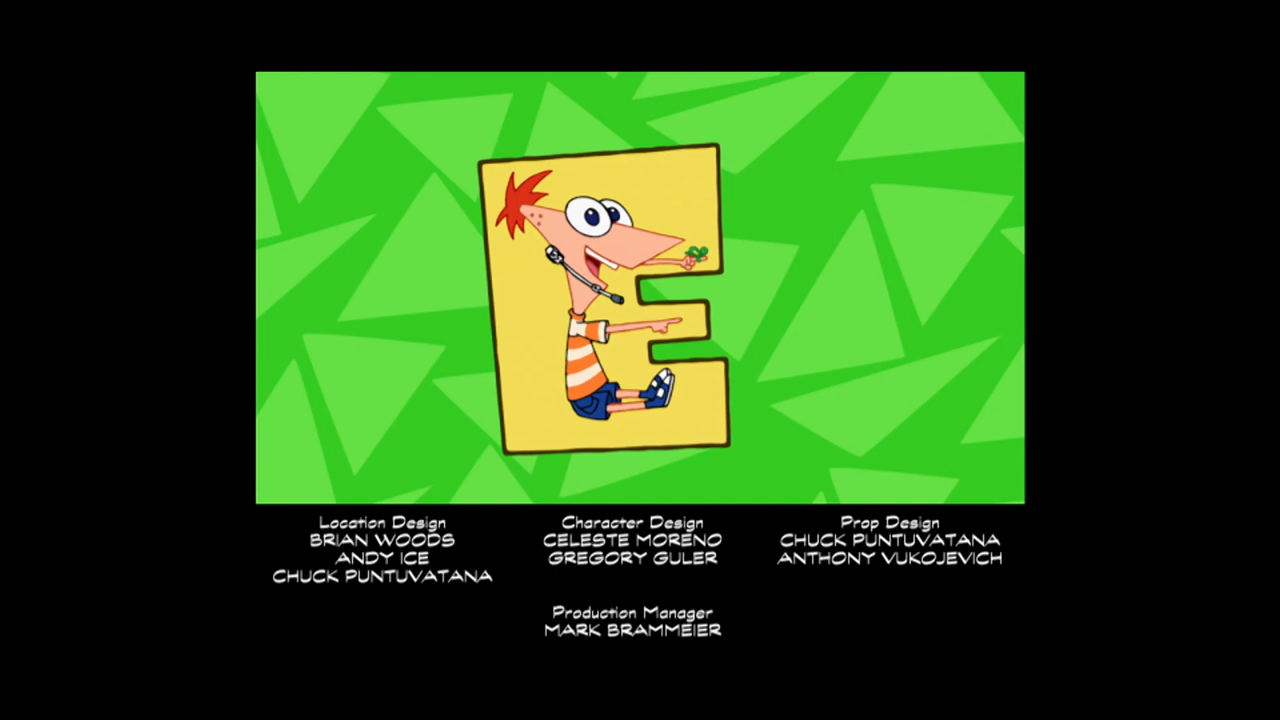 E
Location Design
BRIAN WOODS
ANDY ICE
CHUCK PUNTUVATANA
Character Design
CELESTE MORENO
GREGORY GULER
Prop Design
CHUCK PUNTUVATANA
ANTHONY VUKOJEVICH
Production Manager
MARK BRAMMEIER